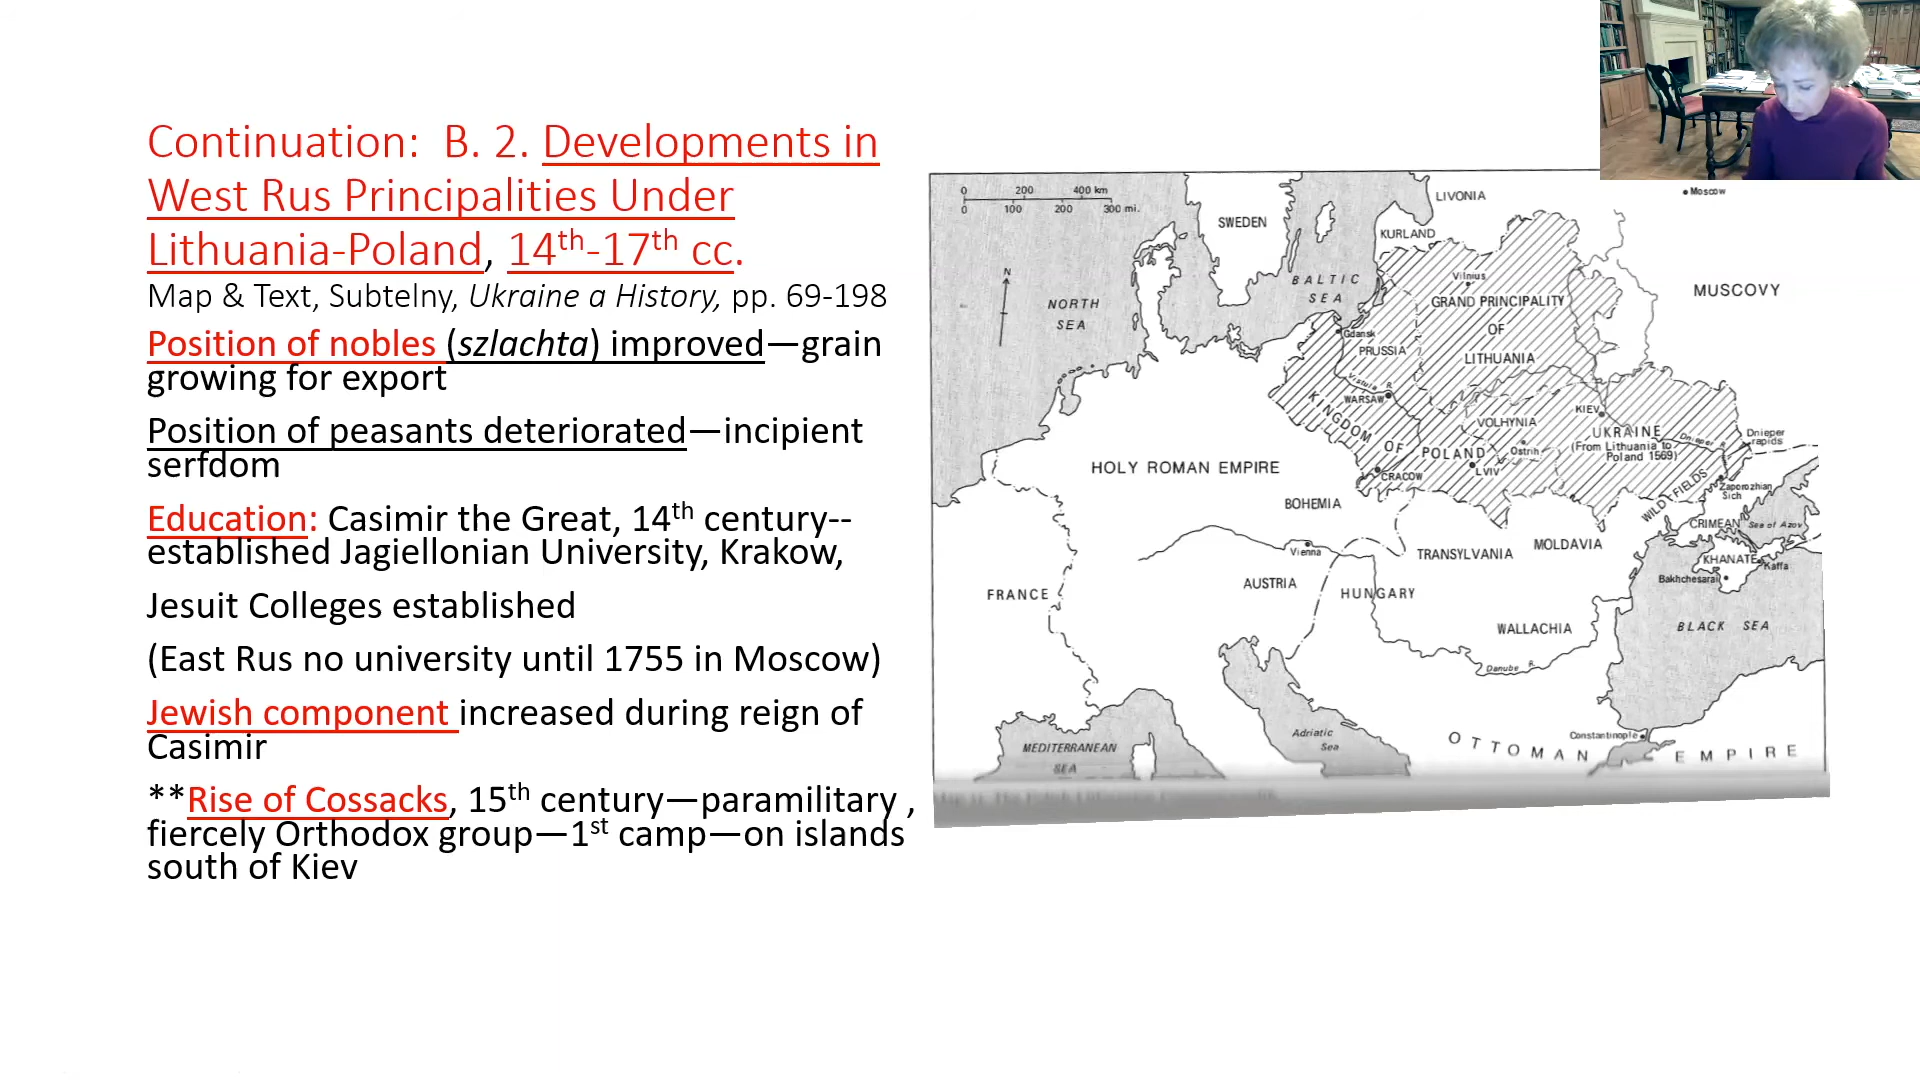 Continuation: B. 2. Developments in
West Rus Principalities Under
Lithuania-Poland, 14th-17th cc.
Map & Text, Subtelny, Ukraine a History, pp. 69-198
Position of nobles (szlachta) improved—grain
growing for export
Position of peasants deteriorated—incipient
serfdom
Education: Casimir the Great, 14th century--
established Jagiellonian University, Krakow,
Jesuit Colleges established
(East Rus no university until 1755 in Moscow)
Jewish component increased during reign of
Casimir
**Rise of Cossacks, 15th century—paramilitary ,
fiercely Orthodox group—1st camp—on islands
south of Kiev
0 200 400 km
0 100 200 300 mi.
N
NORTH
SEA
SWEDEN
BALTIC
SEA
LIVONIA
KURLAND
Moscow
MUSCOVY
Vilnius
GRAND PRINCIPALITY
OF
LITHUANIA
Gdansk
PRUSSIA
Vistula R.
WARSAW
KINGDOM OF POLAND
VOLHYNIA
KIEV
UKRAINE
(From Lithuania to
Poland 1569)
Dnieper R.
Dnieper
rapids
Ostrih
LVIV
CRACOW
WILD FIELDS
Zaporozhian
Sich
HOLY ROMAN EMPIRE
BOHEMIA
CRIMEAN
KHANATE
Sea of Azov
Kaffa
Bakhchesarai
Vienna
TRANSYLVANIA
MOLDAVIA
AUSTRIA
HUNGARY
FRANCE
WALLACHIA
BLACK SEA
Danube R.
Adriatic
Sea
MEDITERRANEAN
SEA
Constantinople
OTTOMAN EMPIRE